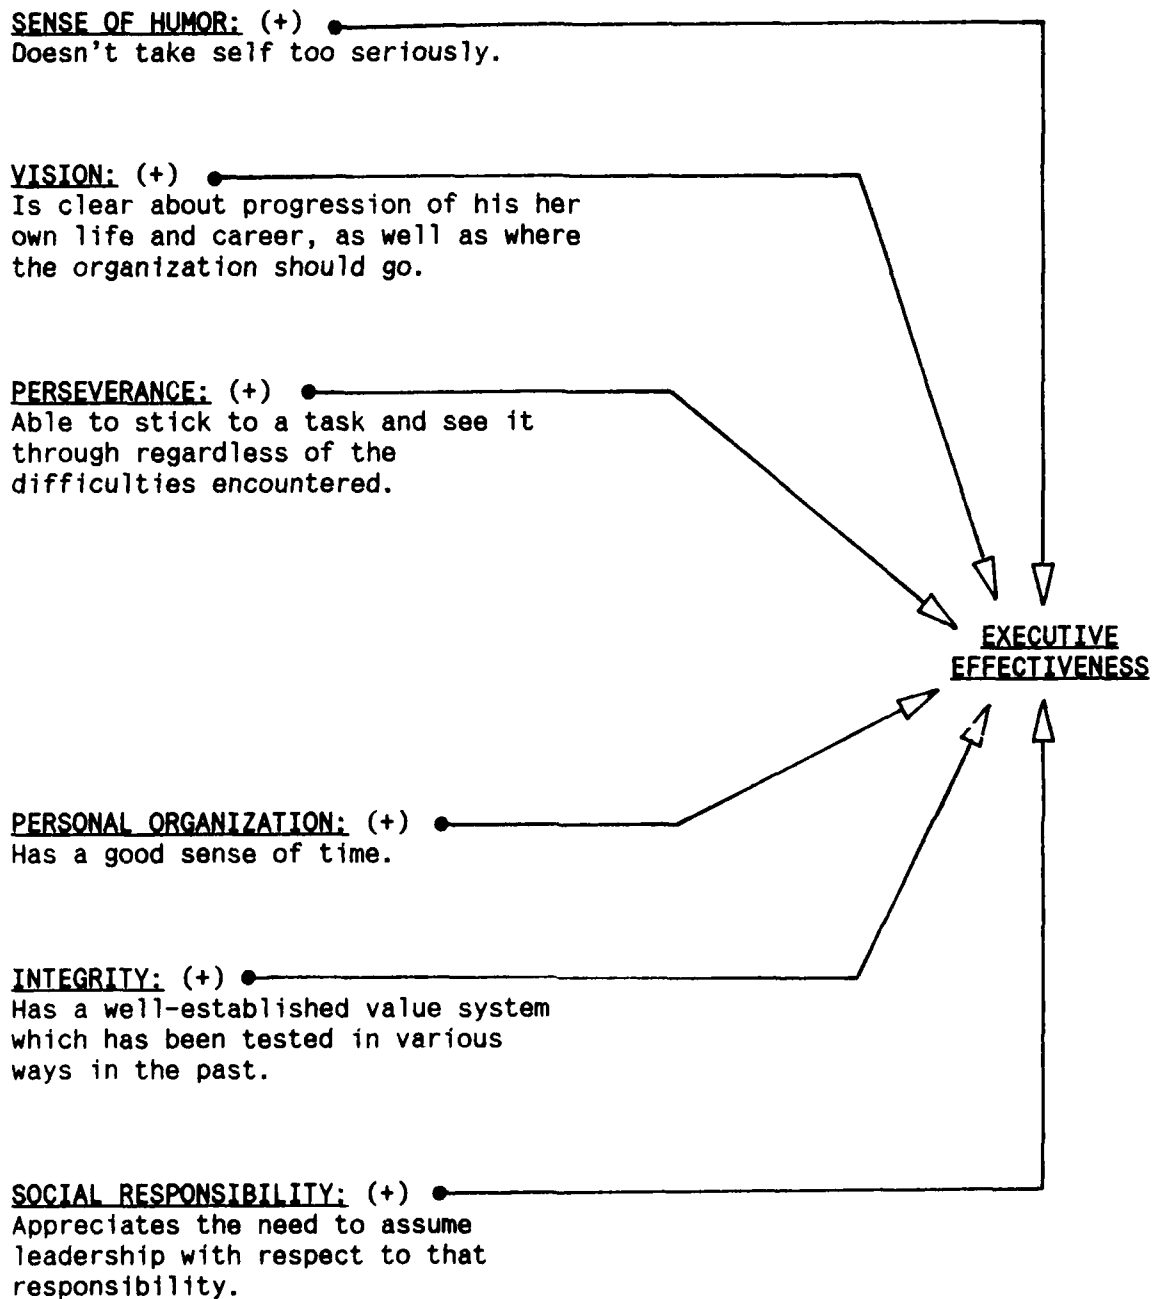 SENSE OF HUMOR: (+)
Doesn't take self too seriously.
VISION: (+)
Is clear about progression of his her
own life and career, as well as where
the organization should go.
PERSEVERANCE: (+)
Able to stick to a task and see it
through regardless of the
difficulties encountered.
EXECUTIVE
EFFECTIVENESS
PERSONAL ORGANIZATION: (+)
Has a good sense of time.
INTEGRITY: (+)
Has a well-established value system
which has been tested in various
ways in the past.
SOCIAL RESPONSIBILITY: (+)
Appreciates the need to assume
leadership with respect to that
responsibility.